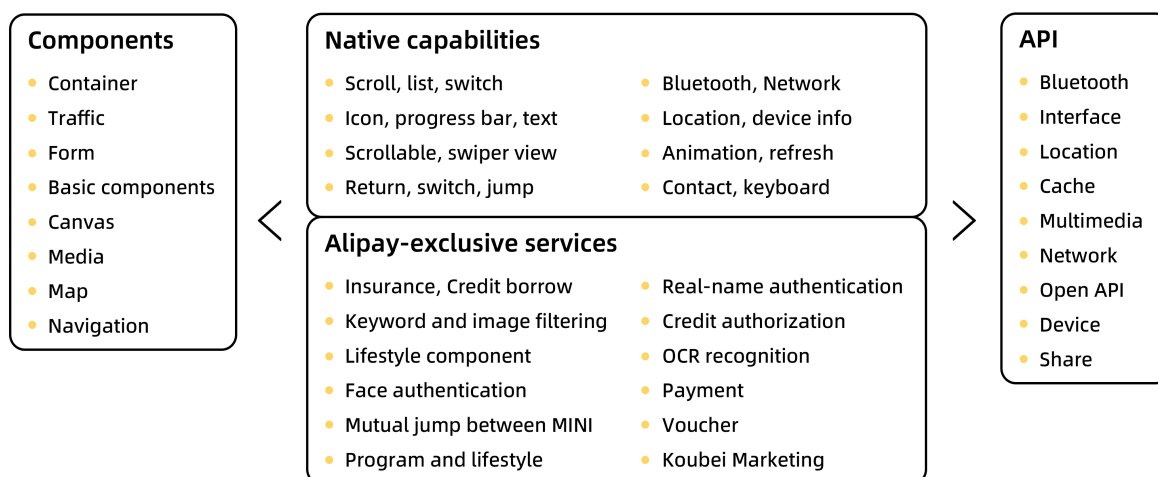 Components
Container
Traffic
Form
Basic components
Canvas
Media
Map
Navigation
Native capabilities
Scroll, list, switch
Icon, progress bar, text
Scrollable, swiper view
Return, switch, jump
Bluetooth, Network
Location, device info
Animation, refresh
Contact, keyboard
Alipay-exclusive services
Insurance, Credit borrow
Keyword and image filtering
Lifestyle component
Face authentication
Mutual jump between MINI
Program and lifestyle
Real-name authentication
Credit authorization
OCR recognition
Payment
Voucher
Koubei Marketing
API
Bluetooth
Interface
Location
Cache
Multimedia
Network
Open API
Device
Share